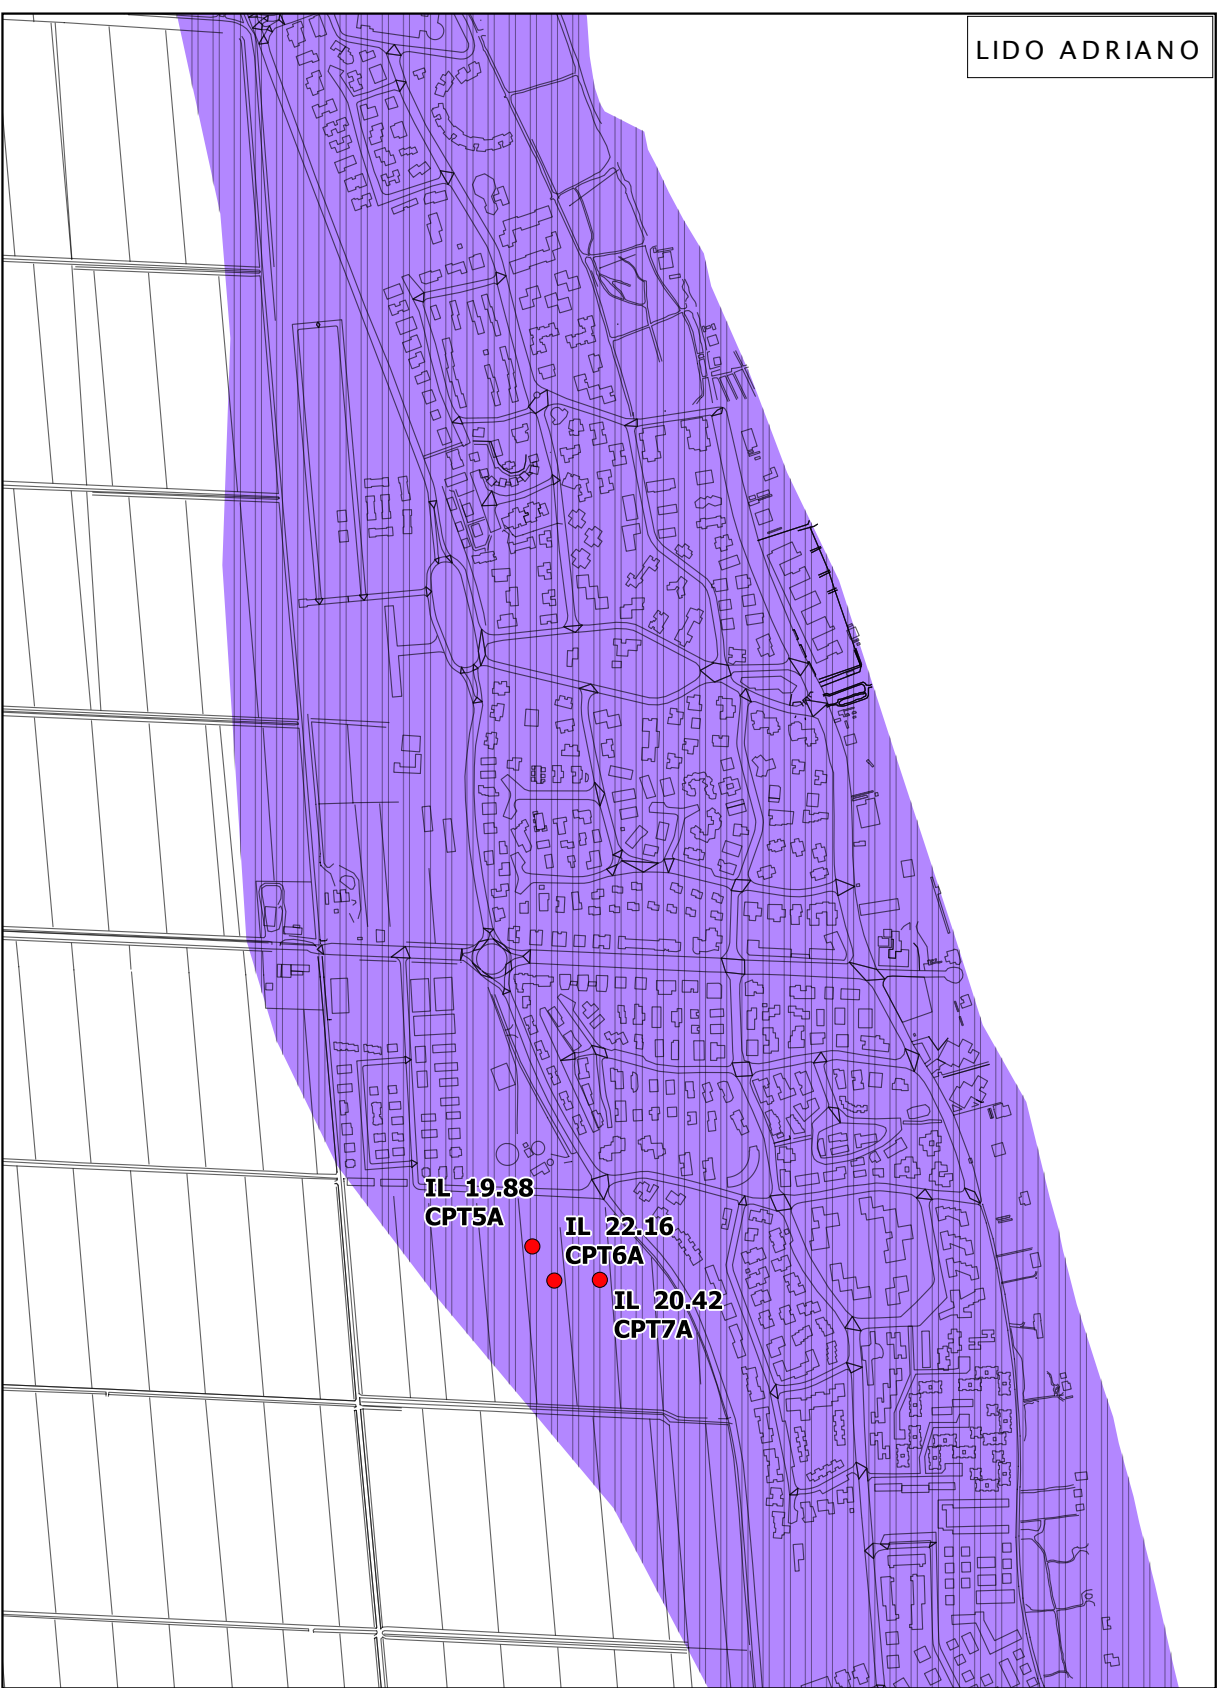 LIDO ADRIANO
IL 19.88
CPT5A
IL 22.16
CPT6A
IL 20.42
CPT7A